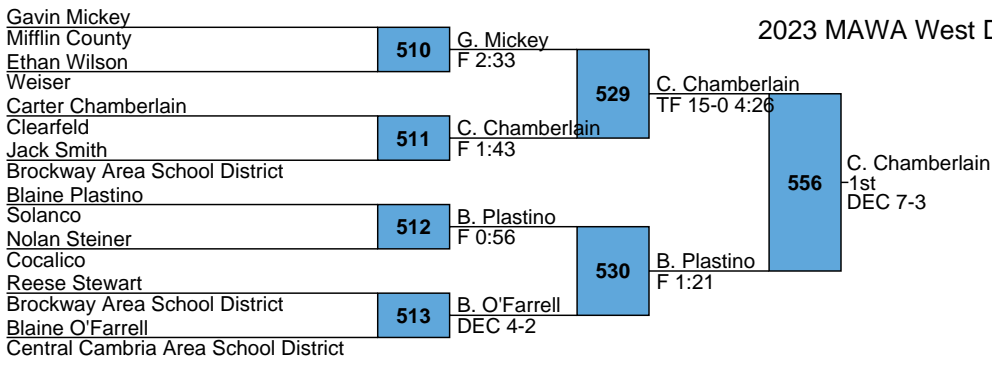 Gavin Mickey
Mifflin County
Ethan Wilson
Weiser
Carter Chamberlain
Clearfeld
Jack Smith
Brockway Area School District
Blaine Plastino
Solanco
Nolan Steiner
Cocalico
Reese Stewart
Brockway Area School District
Blaine O'Farrell
Central Cambria Area School District
510
511
512
513
G. Mickey
F 2:33
C. Chamberlain
F 1:43
B. Plastino
F 0:56
B. O'Farrell
DEC 4-2
529
530
C. Chamberlain
TF 15-0 4:26
B. Plastino
F 1:21
556
C. Chamberlain
1st
DEC 7-3
2023 MAWA West D